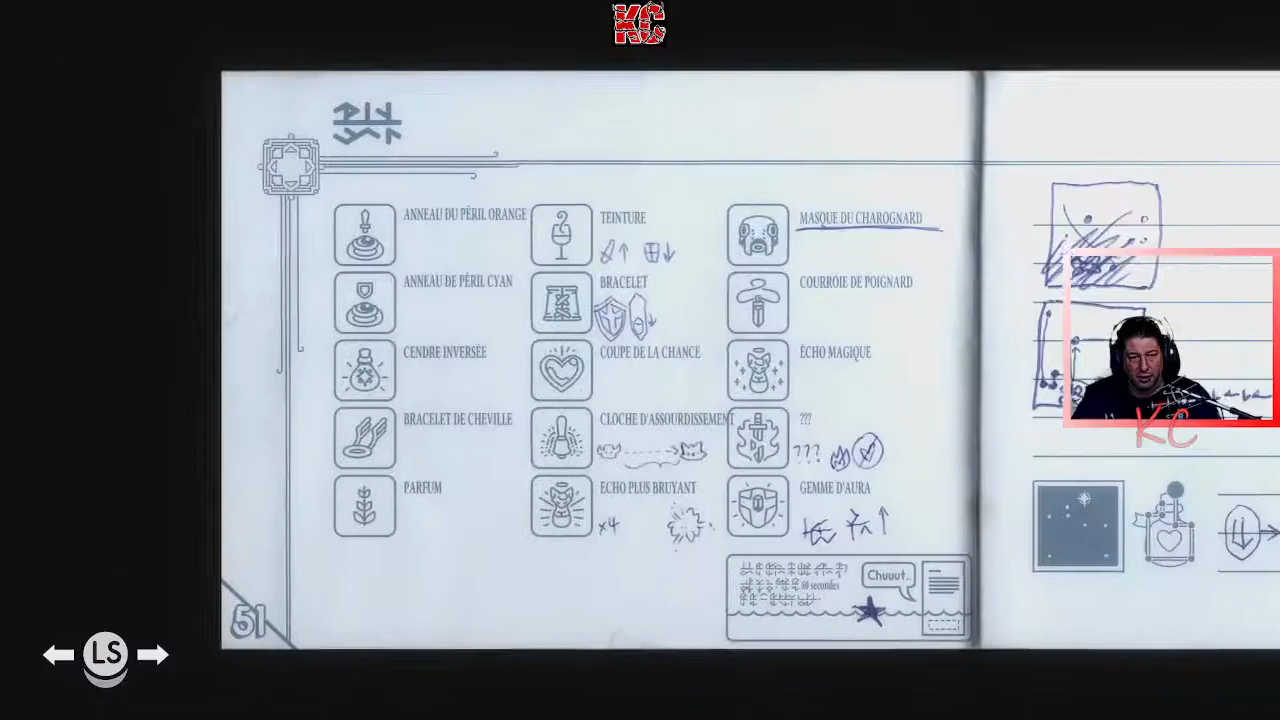 KC
ANNEAU DU PÉRIL ORANGE
ANNEAU DE PÉRIL CYAN
CENDRE INVERSÉE
BRACELET DE CHEVILLE
PARFUM
TEINTURE
BRACELET
COUPE DE LA CHANCE
CLOCHE D'ASSOURDISSEMENT
ECHO PLUS BRUYANT
x4
MASQUE DU CHAROGNARD
COURROIE DE POIGNARD
ÉCHO MAGIQUE
???
???
GEMME D'AURA
60 secondes
Chuuut..
51
LS
KC